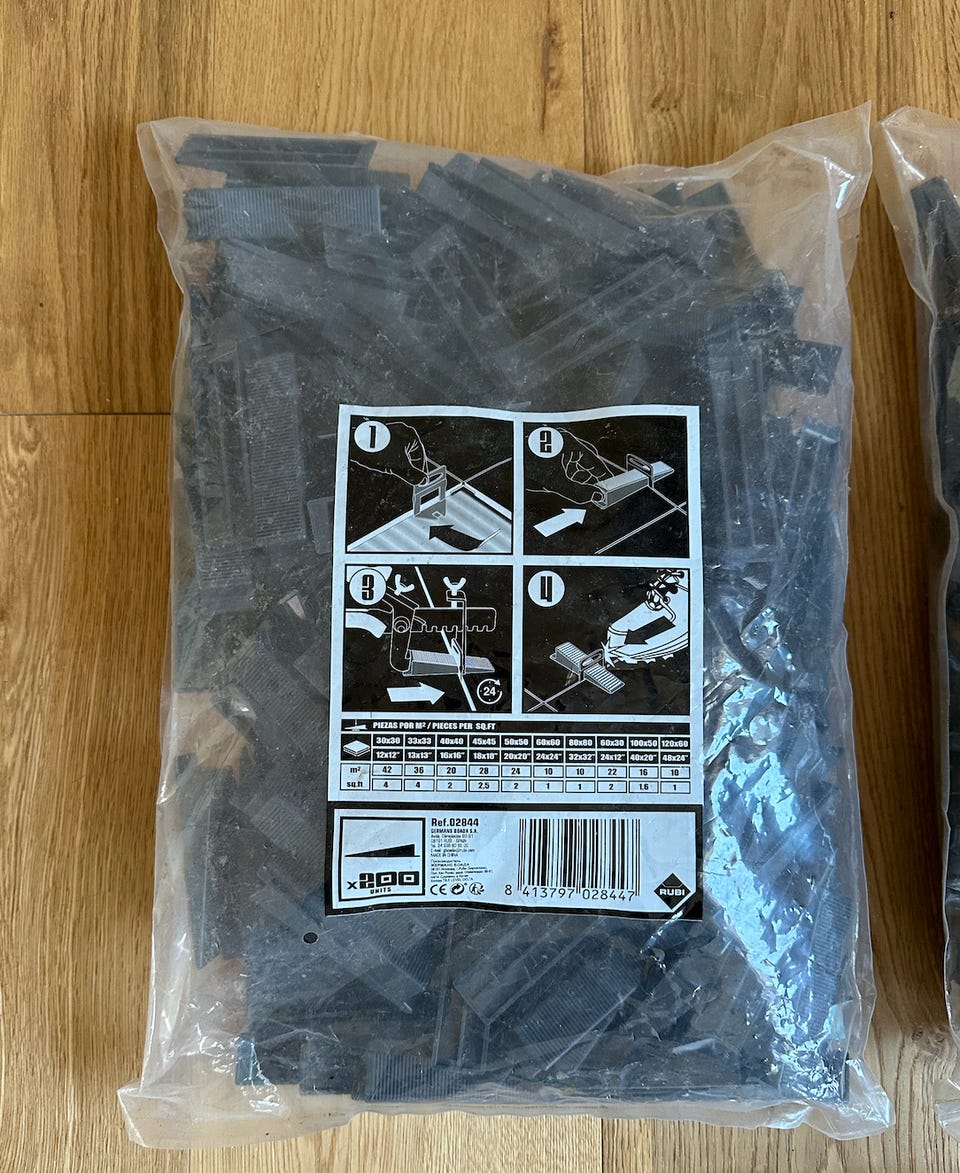 1
2
3
24
4
PIEZAS POR M² / PIECES PER SQ.FT
30x30 33x33 40x40 45x45 50x50 60x60 80x80 60x30 100x50 120x60
12x12" 13x13" 16x16" 18x18" 20x20" 24x24" 32x32" 24x12" 40x20" 48x24"
m² 42 36 20 28 24 10 10 22 16 10
sq.ft 4 4 2 2,5 2 1 1 2 1,6 1
x200
UNITS
Ref.02844
GERMANS BOADA S.A.
MADE IN CHINA
CE
8 413797 028447
RUBI